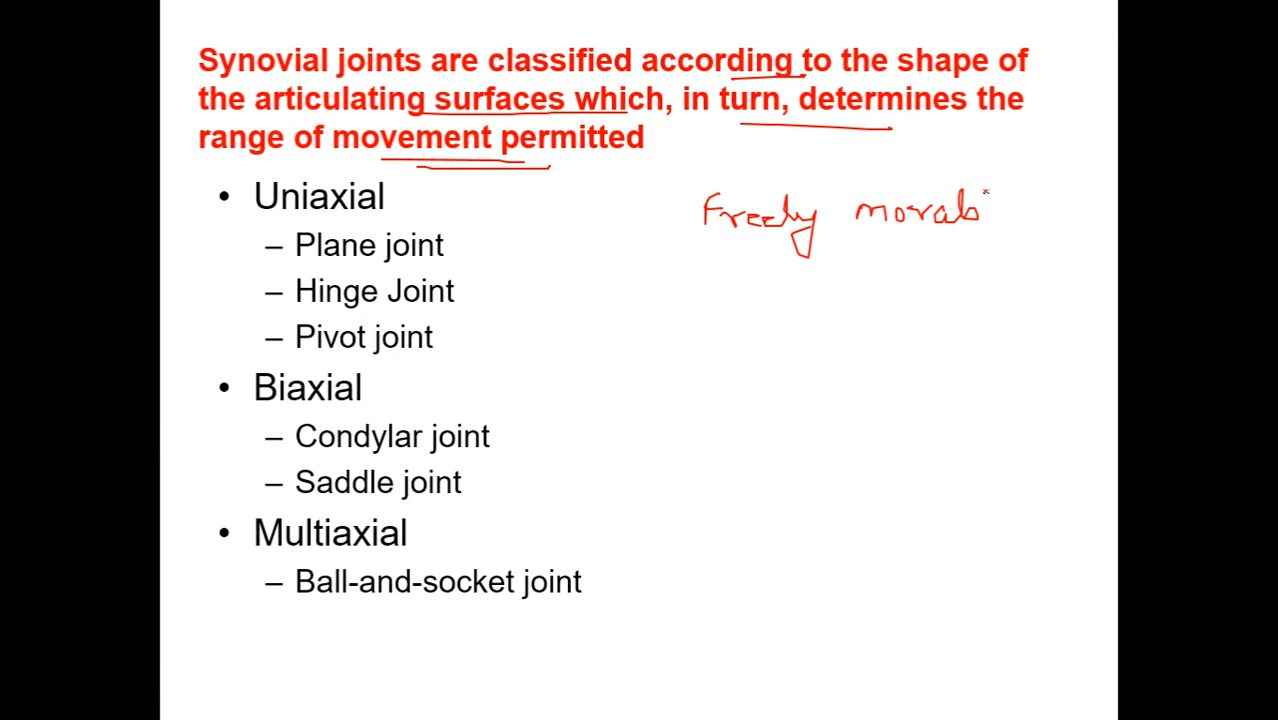 Synovial joints are classified according to the shape of
the articulating surfaces which, in turn, determines the
range of movement permitted
• Uniaxial
– Plane joint
– Hinge Joint
– Pivot joint
• Biaxial
– Condylar joint
– Saddle joint
• Multiaxial
– Ball-and-socket joint
Freely movab